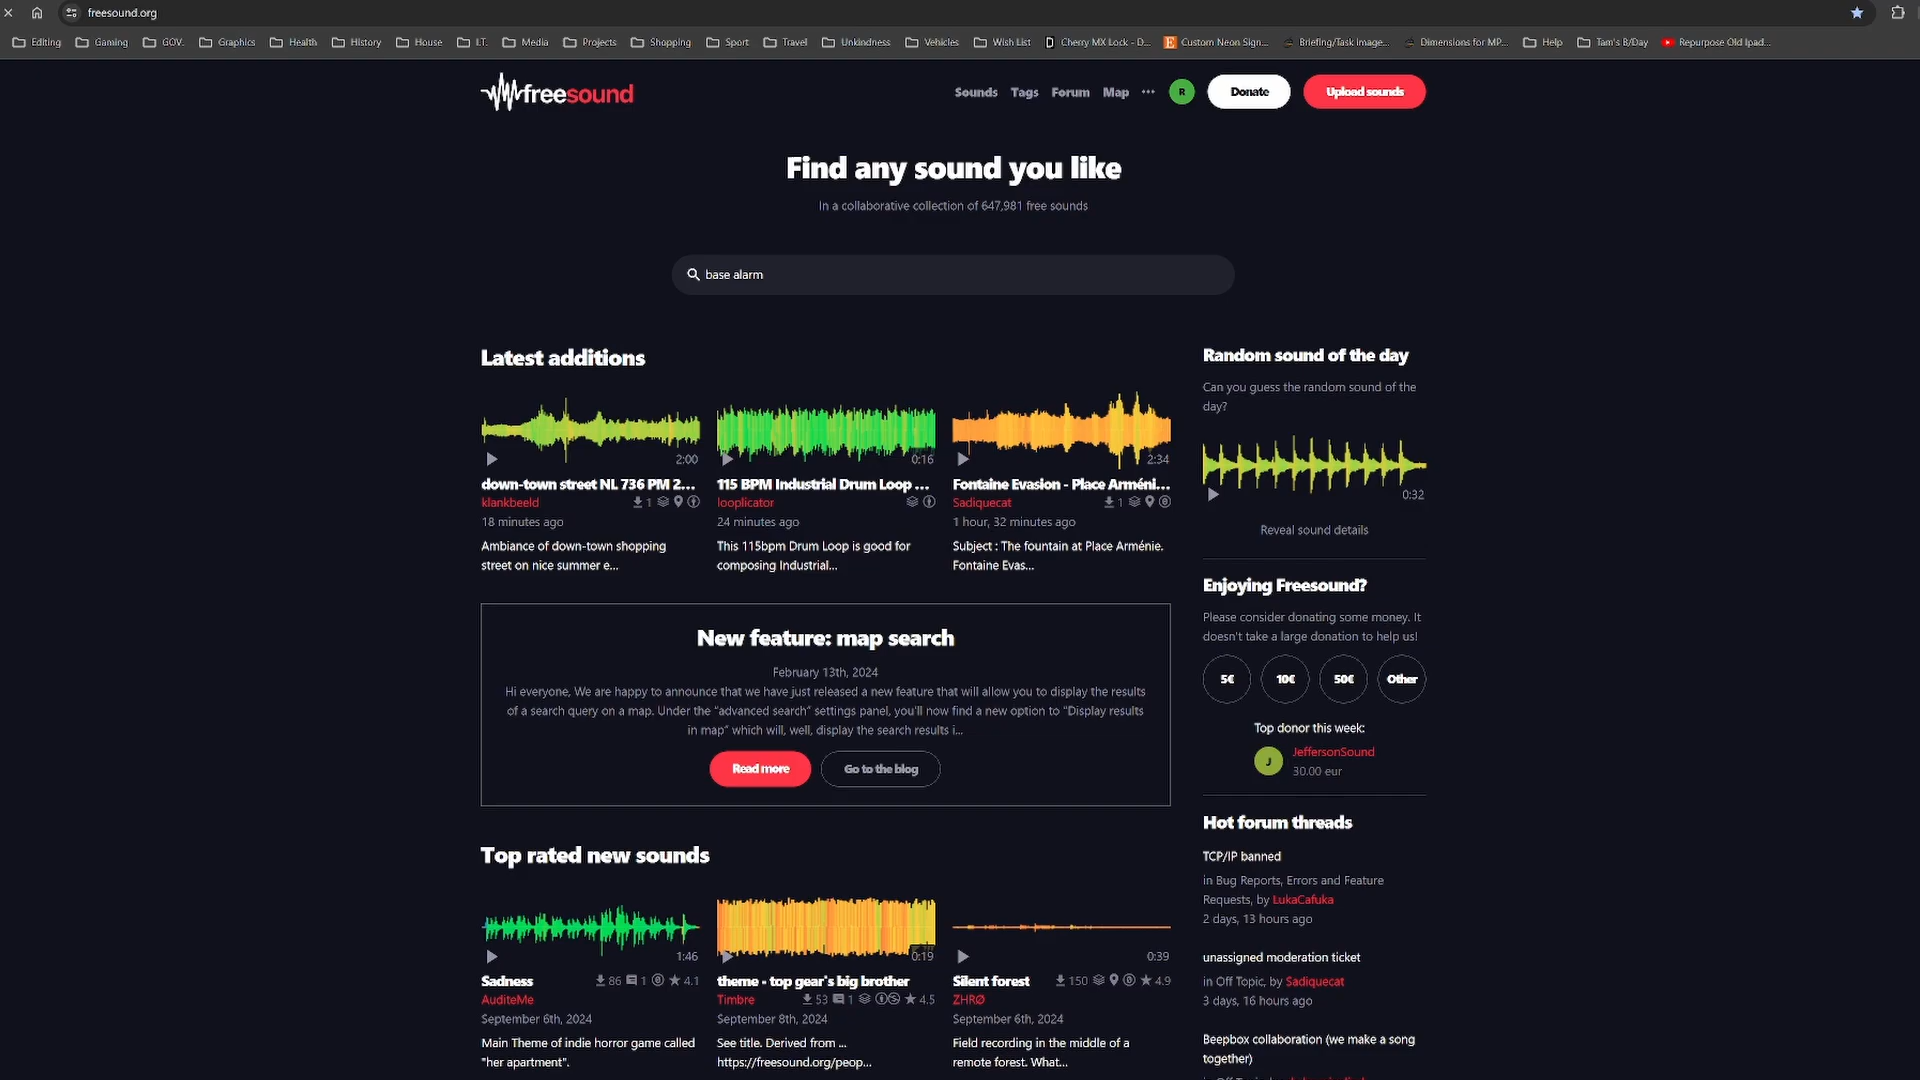 freesound.org
Editing Gaming GOV. Graphics Health History House I.T. Media Projects Shopping Sport Travel Unkindness Vehicles Wish List Cherry MX Lock - D... Custom Neon Sign... Briefing/Task Image... Dimensions for MP... Help Tam's B/Day Repurpose Old Ipad...
freesound
Sounds Tags Forum Map ··· R Donate Upload sounds
Find any sound you like
In a collaborative collection of 647,981 free sounds
base alarm
Latest additions
2:00
down-town street NL 736 PM 2...
klankbeeld 1
18 minutes ago
Ambiance of down-town shopping
street on nice summer e...
0:16
115 BPM Industrial Drum Loop ...
looplicator
24 minutes ago
This 115bpm Drum Loop is good for
composing Industrial...
2:34
Fontaine Evasion - Place Arméni...
Sadiquecat 1
1 hour, 32 minutes ago
Subject : The fountain at Place Arménie.
Fontaine Evas...
New feature: map search
February 13th, 2024
Hi everyone, We are happy to announce that we have just released a new feature that will allow you to display the results
of a search query on a map. Under the "advanced search" settings panel, you'll now find a new option to "Display results
in map" which will, well, display the search results i...
Read more Go to the blog
Top rated new sounds
1:46
Sadness 86 1 4.1
AuditeMe
September 6th, 2024
Main Theme of indie horror game called
"her apartment".
0:19
theme - top gear's big brother
Timbre 53 1 4.5
September 8th, 2024
See title. Derived from ...
https://freesound.org/peop...
0:39
Silent forest 150 4.9
ZHRØ
September 6th, 2024
Field recording in the middle of a
remote forest. What...
Random sound of the day
Can you guess the random sound of the
day?
0:32
Reveal sound details
Enjoying Freesound?
Please consider donating some money. It
doesn't take a large donation to help us!
5€ 10€ 50€ Other
Top donor this week:
J JeffersonSound
30.00 eur
Hot forum threads
TCP/IP banned
in Bug Reports, Errors and Feature
Requests, by LukaCafuka
2 days, 13 hours ago
unassigned moderation ticket
in Off Topic, by Sadiquecat
3 days, 16 hours ago
Beepbox collaboration (we make a song
together)